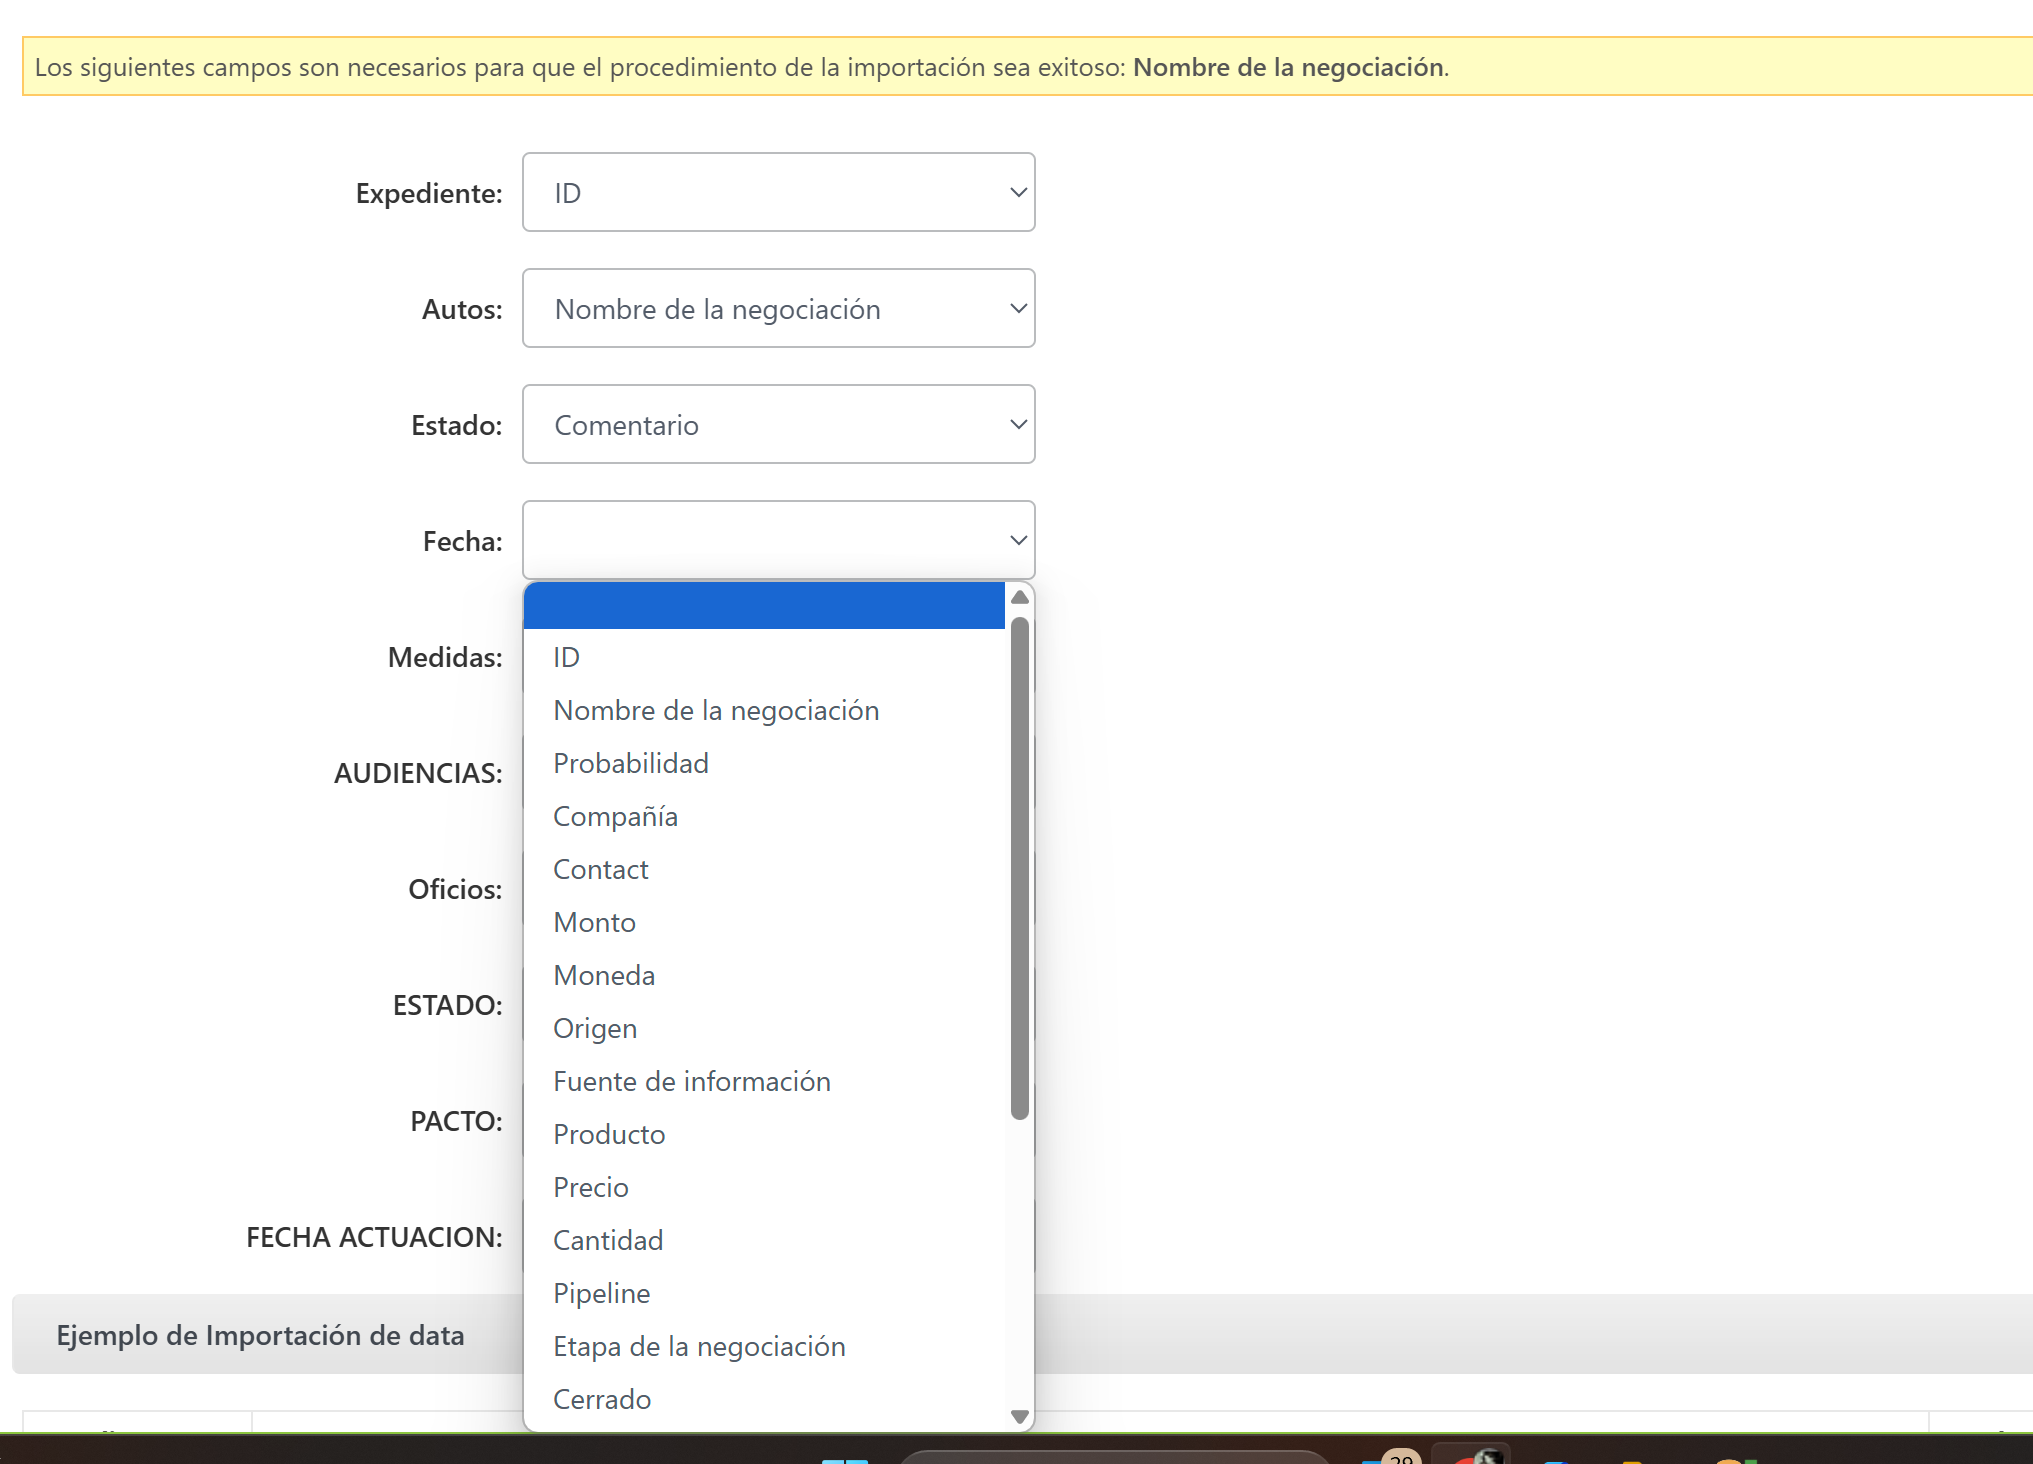 Los siguientes campos son necesarios para que el procedimiento de la importación sea exitoso: Nombre de la negociación.
Expediente: ID
Autos: Nombre de la negociación
Estado: Comentario
Fecha:
Medidas:
AUDIENCIAS:
Oficios:
ESTADO:
PACTO:
FECHA ACTUACION:
ID
Nombre de la negociación
Probabilidad
Compañía
Contact
Monto
Moneda
Origen
Fuente de información
Producto
Precio
Cantidad
Pipeline
Etapa de la negociación
Cerrado
Ejemplo de Importación de data
29